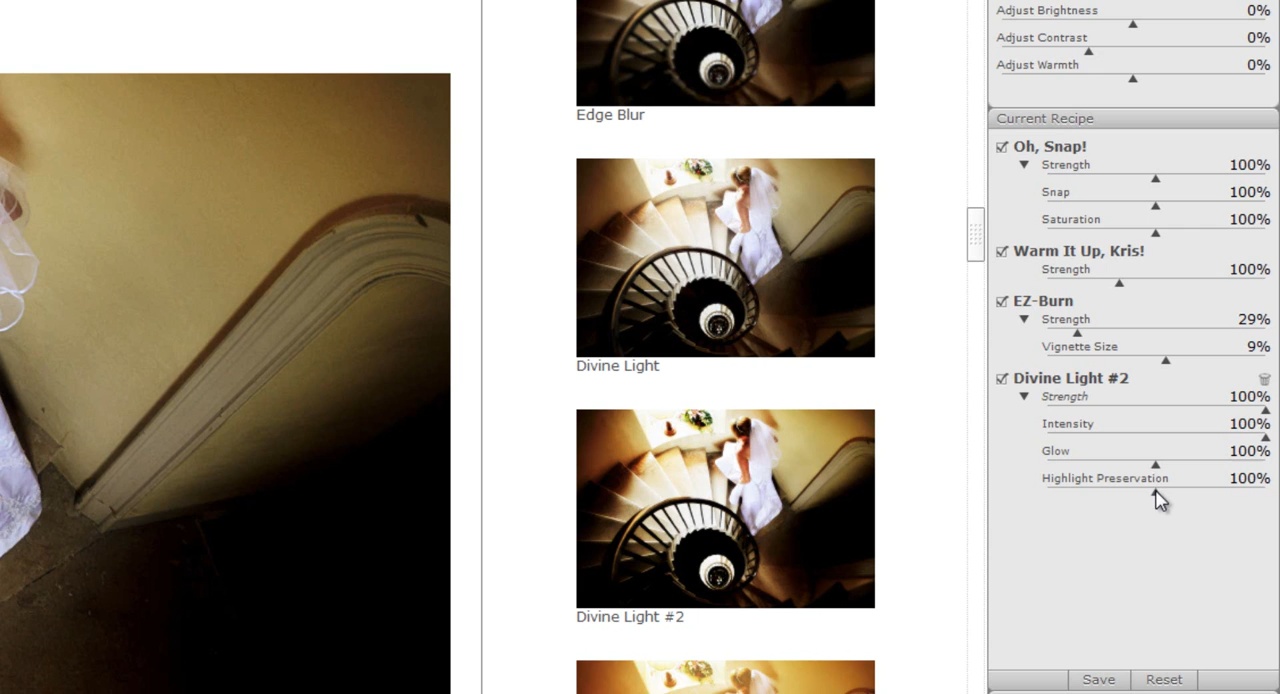 Edge Blur
Divine Light
Divine Light #2
Adjust Brightness 0%
Adjust Contrast 0%
Adjust Warmth 0%
Current Recipe
Oh, Snap!
Strength 100%
Snap 100%
Saturation 100%
Warm It Up, Kris!
Strength 100%
EZ-Burn
Strength 29%
Vignette Size 9%
Divine Light #2
Strength 100%
Intensity 100%
Glow 100%
Highlight Preservation 100%
Save Reset